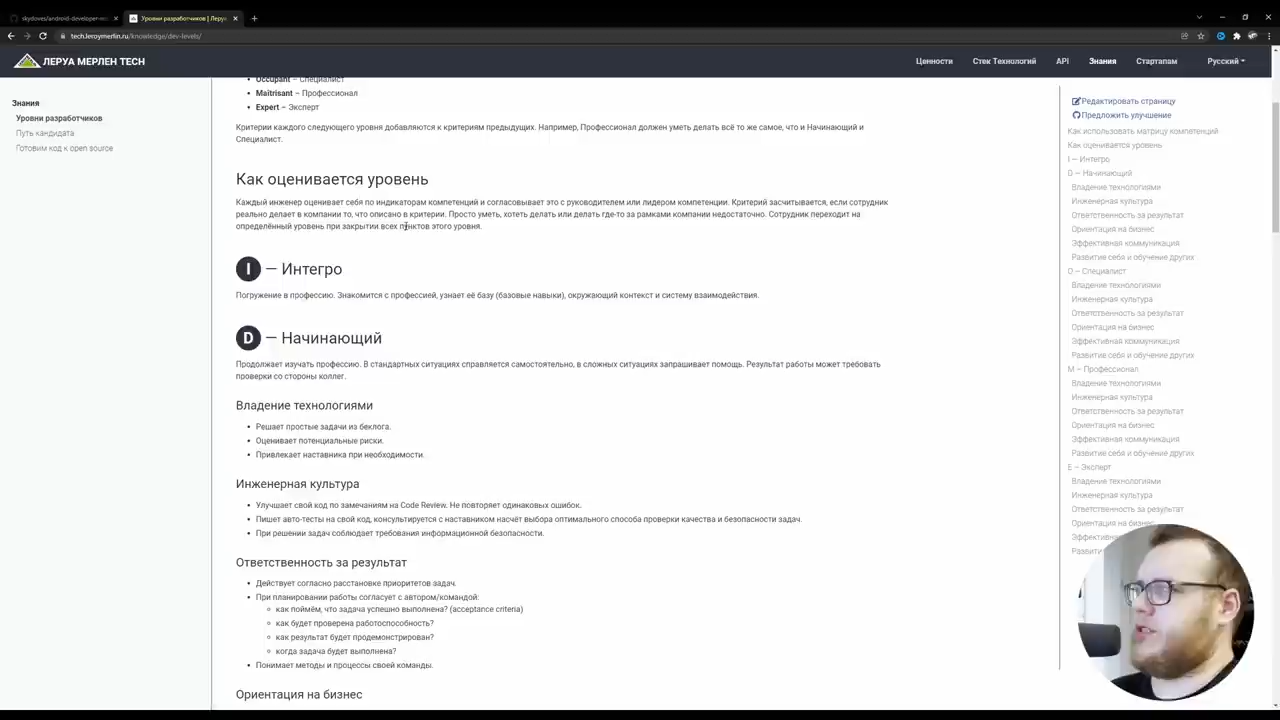 skydoves/android-developer-ro
Уровни разработчиков | Леруа
tech.leroymerlin.ru/knowledge/dev-levels/
ЛЕРУА МЕРЛЕН ТЕСН
Ценности
Стек Технологий
API
Знания
Стартапам
Русский
Знания
Уровни разработчиков
Путь кандидата
Готовим код к open source
Occupant – Специалист
Maîtrisant – Профессионал
Expert – Эксперт
Критерии каждого следующего уровня добавляются к критериям предыдущих. Например, Профессионал должен уметь делать всё то же самое, что и Начинающий и
Специалист.
Как оценивается уровень
Каждый инженер оценивает себя по индикаторам компетенций и согласовывает это с руководителем или лидером компетенции. Критерий засчитывается, если сотрудник
реально делает в компании то, что описано в критерии. Просто уметь, хотеть делать или делать где-то за рамками компании недостаточно. Сотрудник переходит на
определённый уровень при закрытии всех пунктов этого уровня.
I — Интегро
Погружение в профессию. Знакомится с профессией, узнает её базу (базовые навыки), окружающий контекст и систему взаимодействия.
D — Начинающий
Продолжает изучать профессию. В стандартных ситуациях справляется самостоятельно, в сложных ситуациях запрашивает помощь. Результат работы может требовать
проверки со стороны коллег.
Владение технологиями
Решает простые задачи из беклога.
Оценивает потенциальные риски.
Привлекает наставника при необходимости.
Инженерная культура
Улучшает свой код по замечаниям на Code Review. Не повторяет одинаковых ошибок.
Пишет авто-тесты на свой код, консультируется с наставником насчёт выбора оптимального способа проверки качества и безопасности задач.
При решении задач соблюдает требования информационной безопасности.
Ответственность за результат
Действует согласно расстановке приоритетов задач.
При планировании работы согласует с автором/командой:
как поймём, что задача успешно выполнена? (acceptance criteria)
как будет проверена работоспособность?
как результат будет продемонстрирован?
когда задача будет выполнена?
Понимает методы и процессы своей команды.
Ориентация на бизнес
Редактировать страницу
Предложить улучшение
Как использовать матрицу компетенций
Как оценивается уровень
I — Интегро
D — Начинающий
Владение технологиями
Инженерная культура
Ответственность за результат
Ориентация на бизнес
Эффективная коммуникация
Развитие себя и обучение других
O — Специалист
Владение технологиями
Инженерная культура
Ответственность за результат
Ориентация на бизнес
Эффективная коммуникация
Развитие себя и обучение других
M — Профессионал
Владение технологиями
Инженерная культура
Ответственность за результат
Ориентация на бизнес
Эффективная коммуникация
Развитие себя и обучение других
E — Эксперт
Владение технологиями
Инженерная культура
Ответственность за результат
Ориентация на бизнес